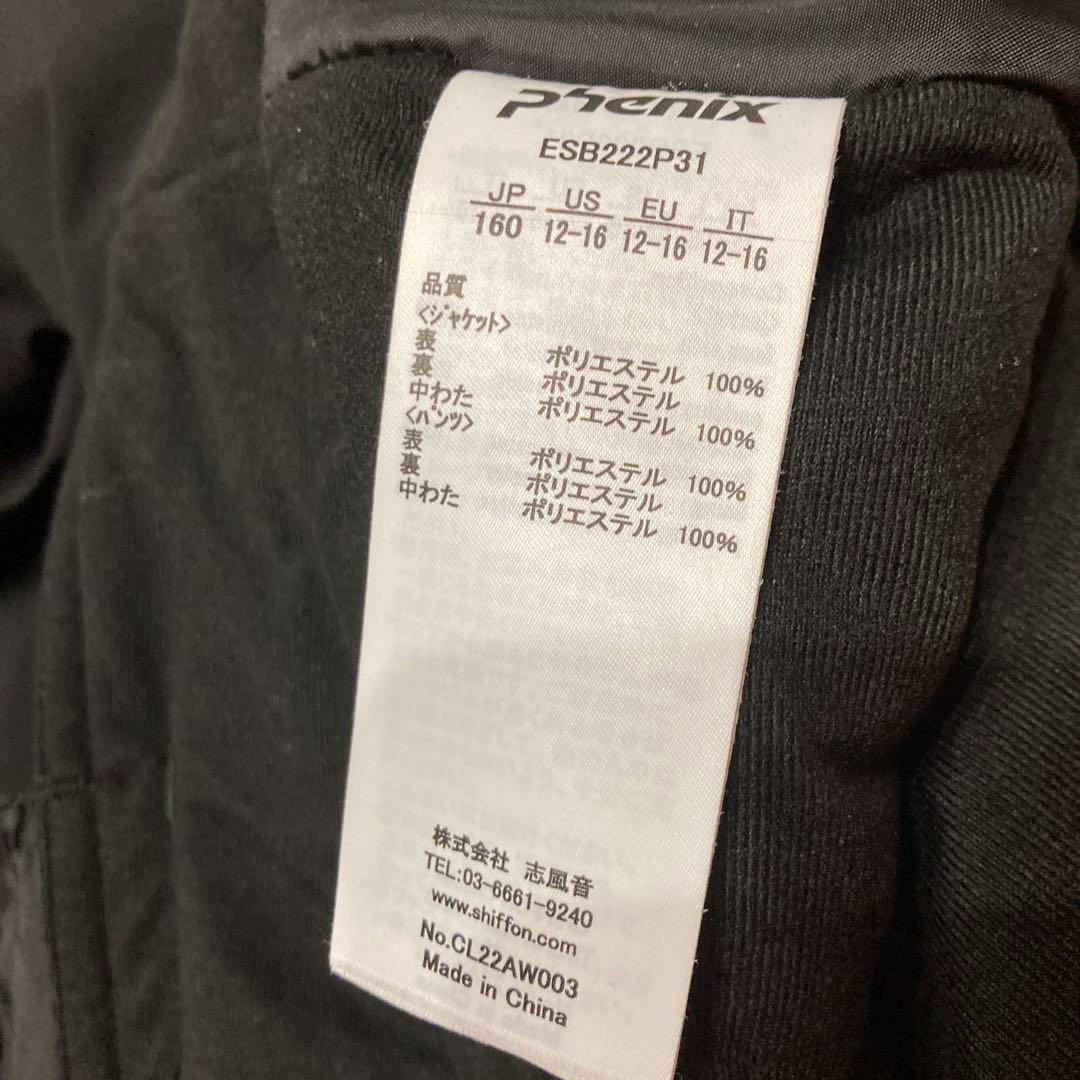 phenix
ESB222P31
JP US EU IT
160 12-16 12-16 12-16
品質
<ジャケット>
表 ポリエステル 100%
裏 ポリエステル
中わた ポリエステル 100%
<パンツ>
表 ポリエステル 100%
裏 ポリエステル
中わた ポリエステル 100%
株式会社 志風音
TEL:03-6661-9240
www.shiffon.com
No.CL22AW003
Made in China